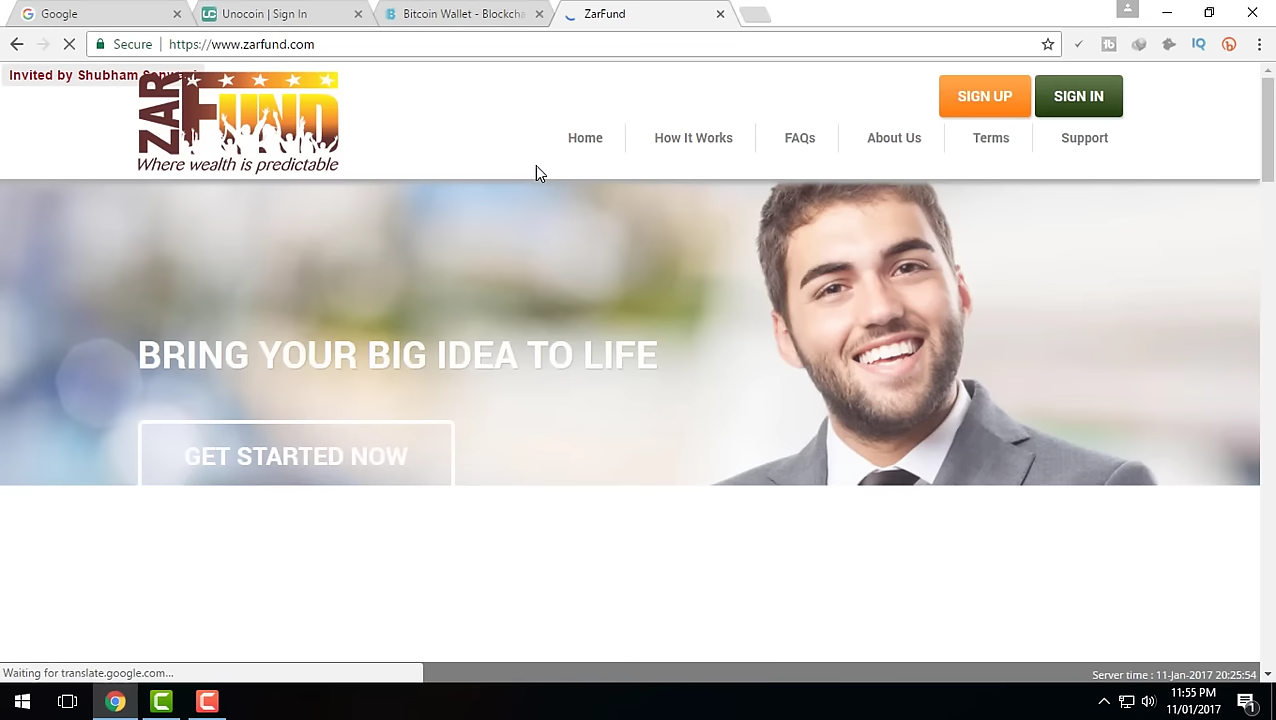 Google
Unocoin | Sign In
Bitcoin Wallet - Blockcha
ZarFund
Secure
https://www.zarfund.com
Invited by Shubham
ZAR FUND
Where wealth is predictable
SIGN UP
SIGN IN
Home
How It Works
FAQs
About Us
Terms
Support
BRING YOUR BIG IDEA TO LIFE
GET STARTED NOW
Waiting for translate.google.com...
Server time : 11-Jan-2017 20:25:54
11:55 PM
11/01/2017